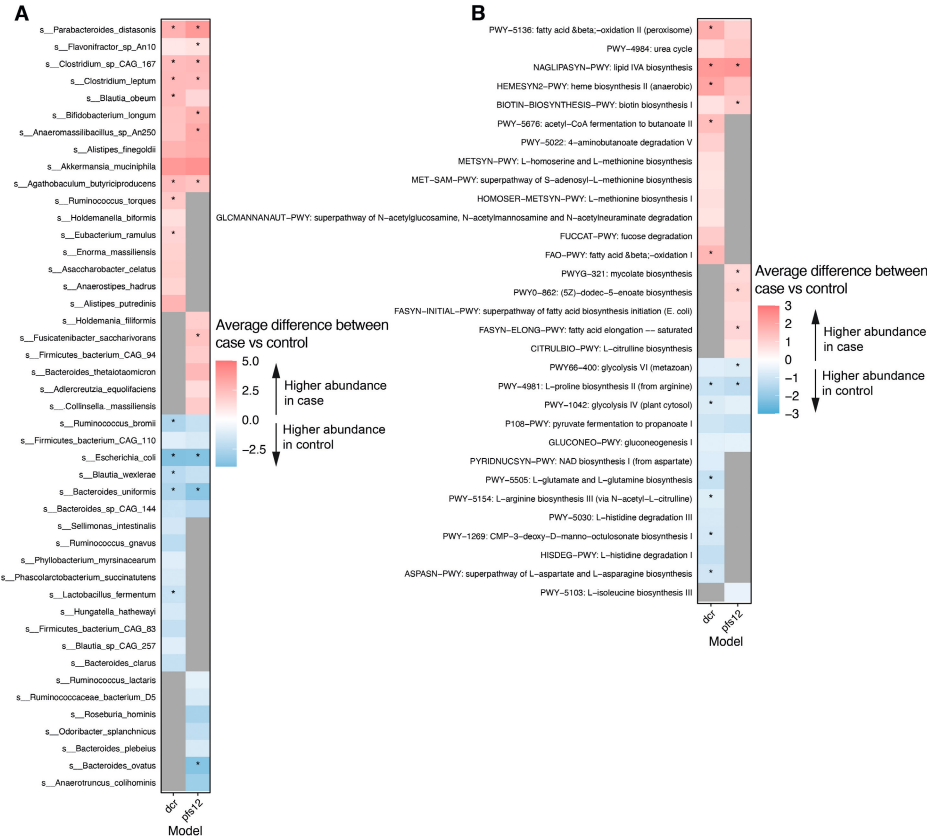 A
s__Parabacteroides_distasonis
s__Flavonifractor_sp_An10
s__Clostridium_sp_CAG_167
s__Clostridium_leptum
s__Blautia_obeum
s__Bifidobacterium_longum
s__Anaeromassilibacillus_sp_An250
s__Alistipes_finegoldii
s__Akkermansia_muciniphila
s__Agathobaculum_butyriciproducens
s__Ruminococcus_torques
s__Holdemanella_biformis
s__Eubacterium_ramulus
s__Enorma_massiliensis
s__Asaccharobacter_celatus
s__Anaerostipes_hadrus
s__Alistipes_putredinis
s__Holdemania_filiformis
s__Fusicatenibacter_saccharivorans
s__Firmicutes_bacterium_CAG_94
s__Bacteroides_thetaiotaomicron
s__Adlercreutzia_equolifaciens
s__Collinsella_massiliensis
s__Ruminococcus_bromii
s__Firmicutes_bacterium_CAG_110
s__Escherichia_coli
s__Blautia_wexlerae
s__Bacteroides_uniformis
s__Bacteroides_sp_CAG_144
s__Sellimonas_intestinalis
s__Ruminococcus_gnavus
s__Phyllobacterium_myrsinacearum
s__Phascolarctobacterium_succinatutens
s__Lactobacillus_fermentum
s__Hungatella_hathewayi
s__Firmicutes_bacterium_CAG_83
s__Blautia_sp_CAG_257
s__Bacteroides_clarus
s__Ruminococcus_lactaris
s__Ruminococcaceae_bacterium_D5
s__Roseburia_hominis
s__Odoribacter_splanchnicus
s__Bacteroides_plebeius
s__Bacteroides_ovatus
s__Anaerotruncus_colihominis
dcr
pfs12
Model
Average difference between
case vs control
5.0
2.5
0.0
−2.5
Higher abundance
in case
Higher abundance
in control
B
PWY-5136: fatty acid &beta;-oxidation II (peroxisome)
PWY-4984: urea cycle
NAGLIPASYN-PWY: lipid IVA biosynthesis
HEMESYN2-PWY: heme biosynthesis II (anaerobic)
BIOTIN-BIOSYNTHESIS-PWY: biotin biosynthesis I
PWY-5676: acetyl-CoA fermentation to butanoate II
PWY-5022: 4-aminobutanoate degradation V
METSYN-PWY: L-homoserine and L-methionine biosynthesis
MET-SAM-PWY: superpathway of S-adenosyl-L-methionine biosynthesis
HOMOSER-METSYN-PWY: L-methionine biosynthesis I
GLCMANNANAUT-PWY: superpathway of N-acetylglucosamine, N-acetylmannosamine and N-acetylneuraminate degradation
FUCCAT-PWY: fucose degradation
FAO-PWY: fatty acid &beta;-oxidation I
PWYG-321: mycolate biosynthesis
PWY0-862: (5Z)-dodec-5-enoate biosynthesis
FASYN-INITIAL-PWY: superpathway of fatty acid biosynthesis initiation (E. coli)
FASYN-ELONG-PWY: fatty acid elongation -- saturated
CITRULBIO-PWY: L-citrulline biosynthesis
PWY66-400: glycolysis VI (metazoan)
PWY-4981: L-proline biosynthesis II (from arginine)
PWY-1042: glycolysis IV (plant cytosol)
P108-PWY: pyruvate fermentation to propanoate I
GLUCONEO-PWY: gluconeogenesis I
PYRIDNUCSYN-PWY: NAD biosynthesis I (from aspartate)
PWY-5505: L-glutamate and L-glutamine biosynthesis
PWY-5154: L-arginine biosynthesis III (via N-acetyl-L-citrulline)
PWY-5030: L-histidine degradation III
PWY-1269: CMP-3-deoxy-D-manno-octulosonate biosynthesis I
HISDEG-PWY: L-histidine degradation I
ASPASN-PWY: superpathway of L-aspartate and L-asparagine biosynthesis
PWY-5103: L-isoleucine biosynthesis III
dcr
pfs12
Model
Average difference between
case vs control
3
2
1
0
−1
−2
−3
Higher abundance
in case
Higher abundance
in control